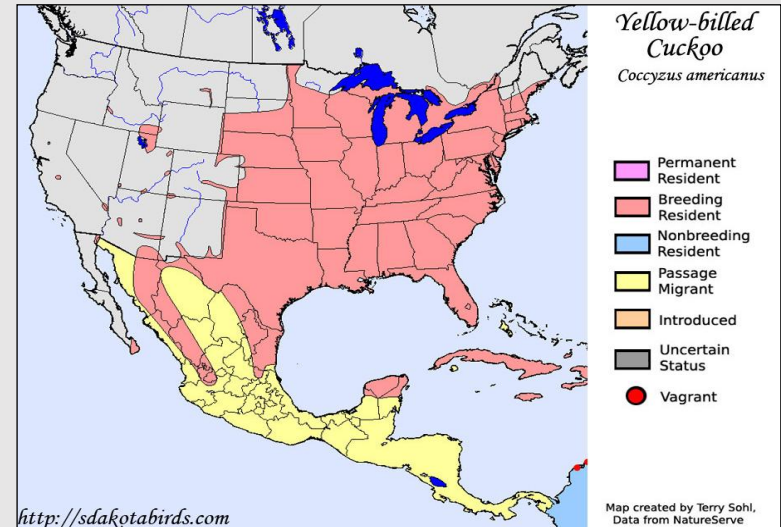 Yellow-billed
Cuckoo
Coccyzus americanus
Permanent
Resident
Breeding
Resident
Nonbreeding
Resident
Passage
Migrant
Introduced
Uncertain
Status
Vagrant
http://sdakotabirds.com
Map created by Terry Sohl,
Data from NatureServe